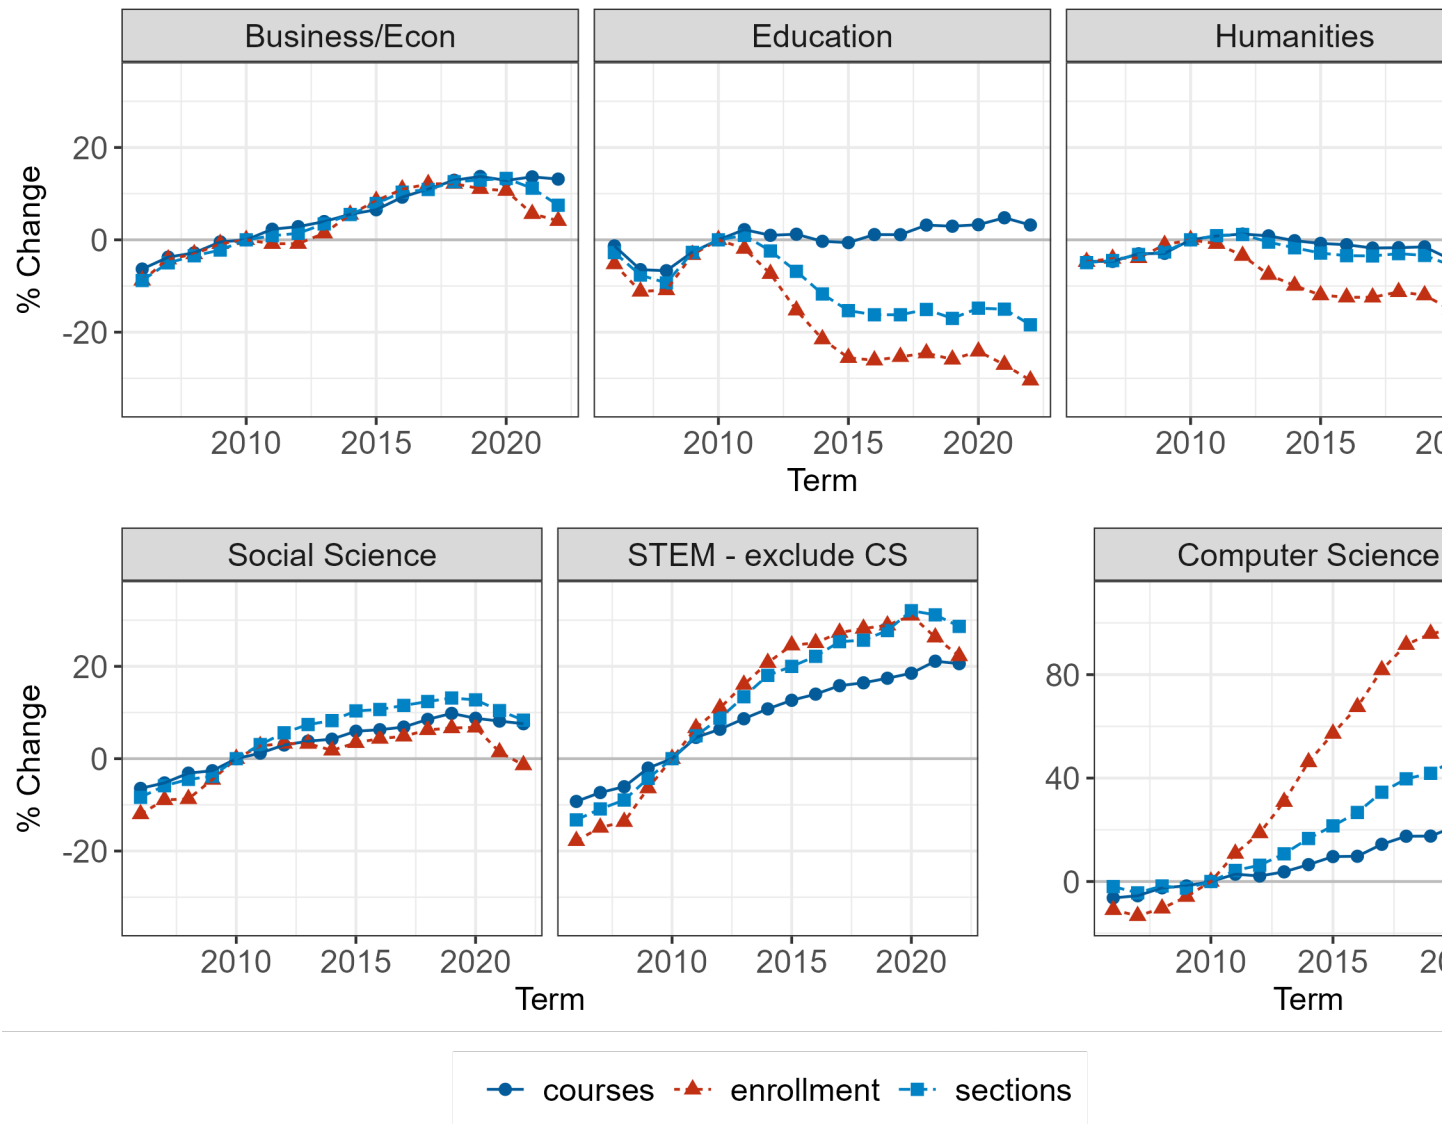 Business/Econ Education Humanities
% Change
20
0
-20
2010 2015 2020 2010 2015 2020 2010 2015 20
Term
Social Science STEM - exclude CS Computer Science
% Change
20
0
-20
80
40
0
2010 2015 2020 2010 2015 2020 2010 2015 20
Term Term
courses enrollment sections